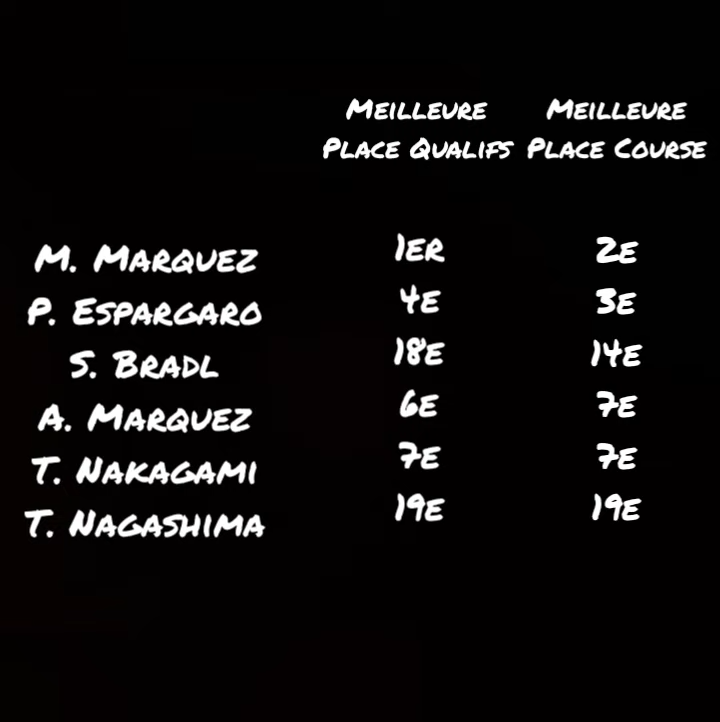 MEILLEURE MEILLEURE
PLACE QUALIFS PLACE COURSE
M. MARQUEZ 1ER 2E
P. ESPARGARO 4E 3E
S. BRADL 18E 14E
A. MARQUEZ 6E 7E
T. NAKAGAMI 7E 7E
T. NAGASHIMA 19E 19E